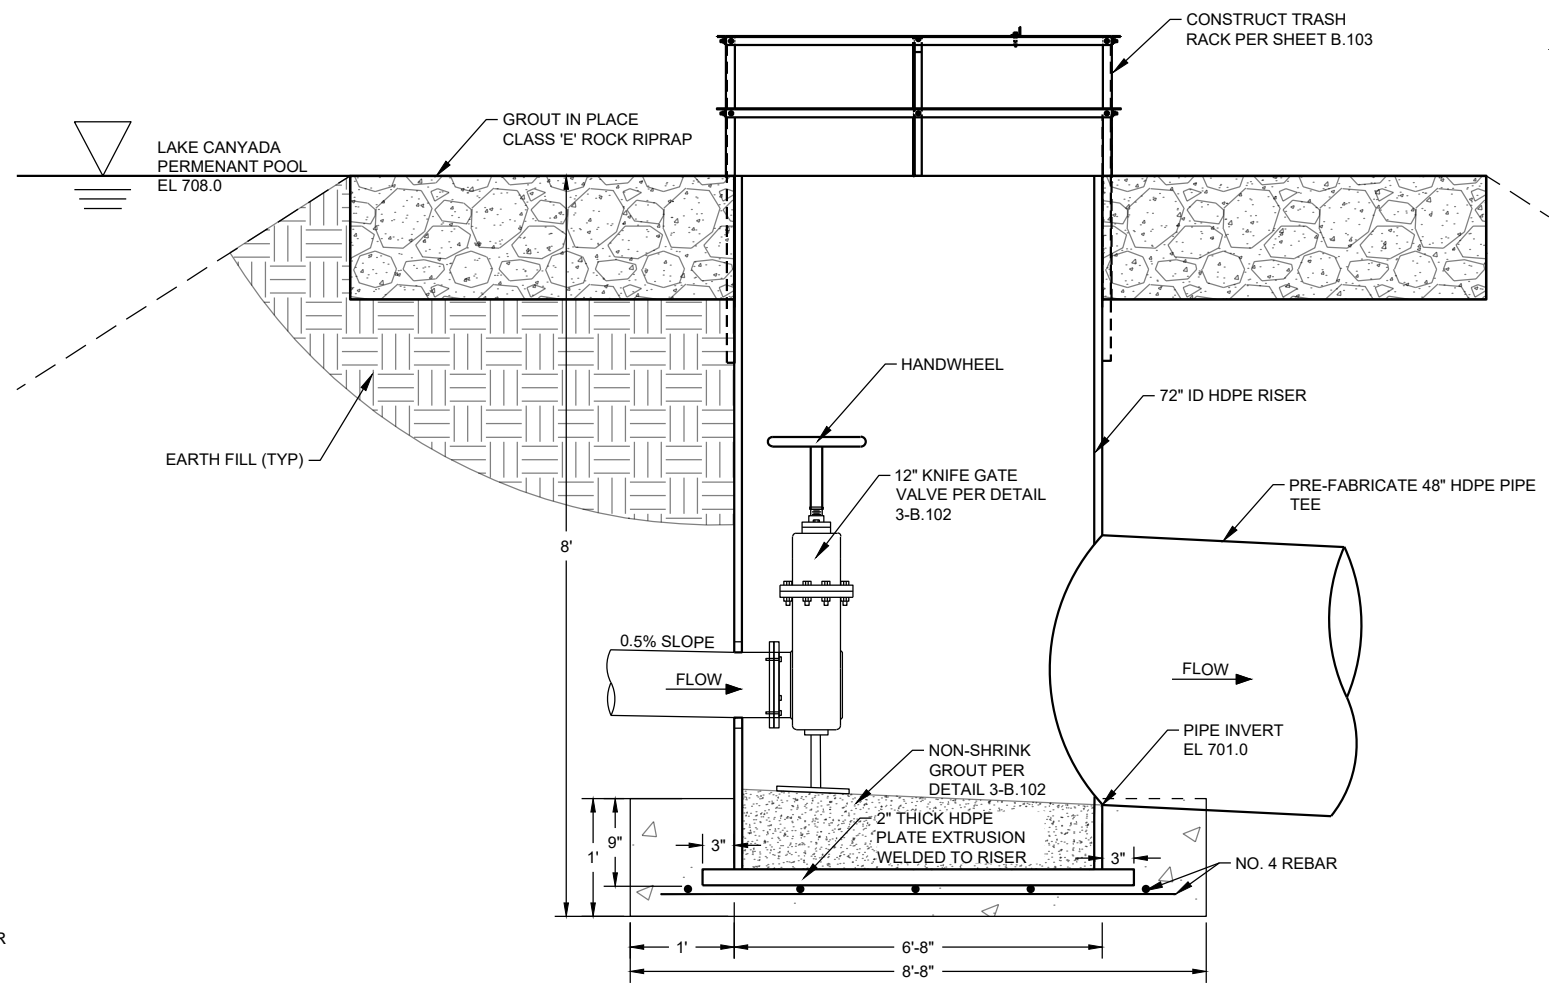 CONSTRUCT TRASH
RACK PER SHEET B.103
GROUT IN PLACE
CLASS 'E' ROCK RIPRAP
LAKE CANYADA
PERMENANT POOL
EL 708.0
HANDWHEEL
72" ID HDPE RISER
EARTH FILL (TYP)
12" KNIFE GATE
VALVE PER DETAIL
3-B.102
PRE-FABRICATE 48" HDPE PIPE
TEE
8'
0.5% SLOPE
FLOW
FLOW
PIPE INVERT
EL 701.0
NON-SHRINK
GROUT PER
DETAIL 3-B.102
2" THICK HDPE
PLATE EXTRUSION
WELDED TO RISER
1'
9"
3"
3"
NO. 4 REBAR
R
1'
6'-8"
8'-8"